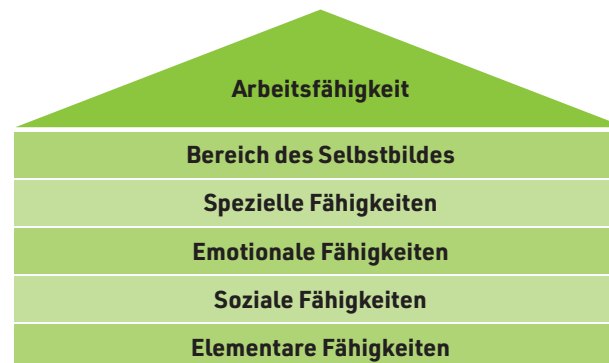 Arbeitsfähigkeit
Bereich des Selbstbildes
Spezielle Fähigkeiten
Emotionale Fähigkeiten
Soziale Fähigkeiten
Elementare Fähigkeiten